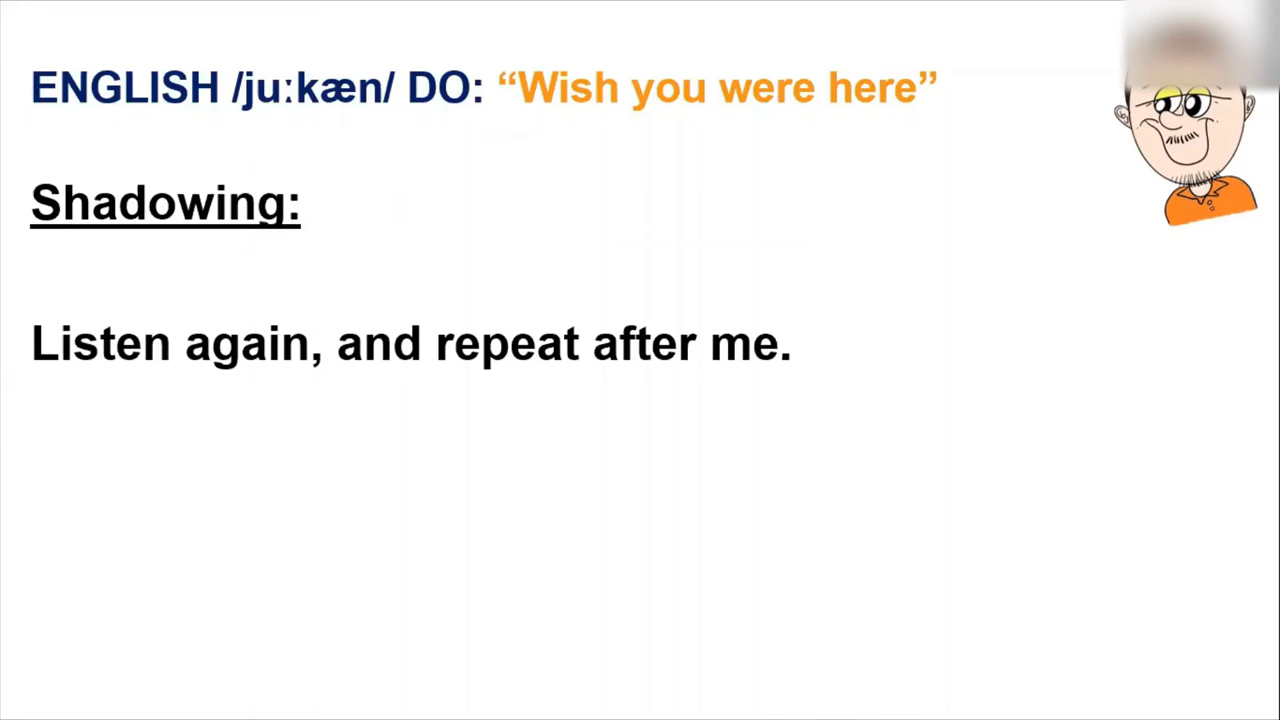 ENGLISH /juːkæn/ DO: “Wish you were here”
Shadowing:
Listen again, and repeat after me.